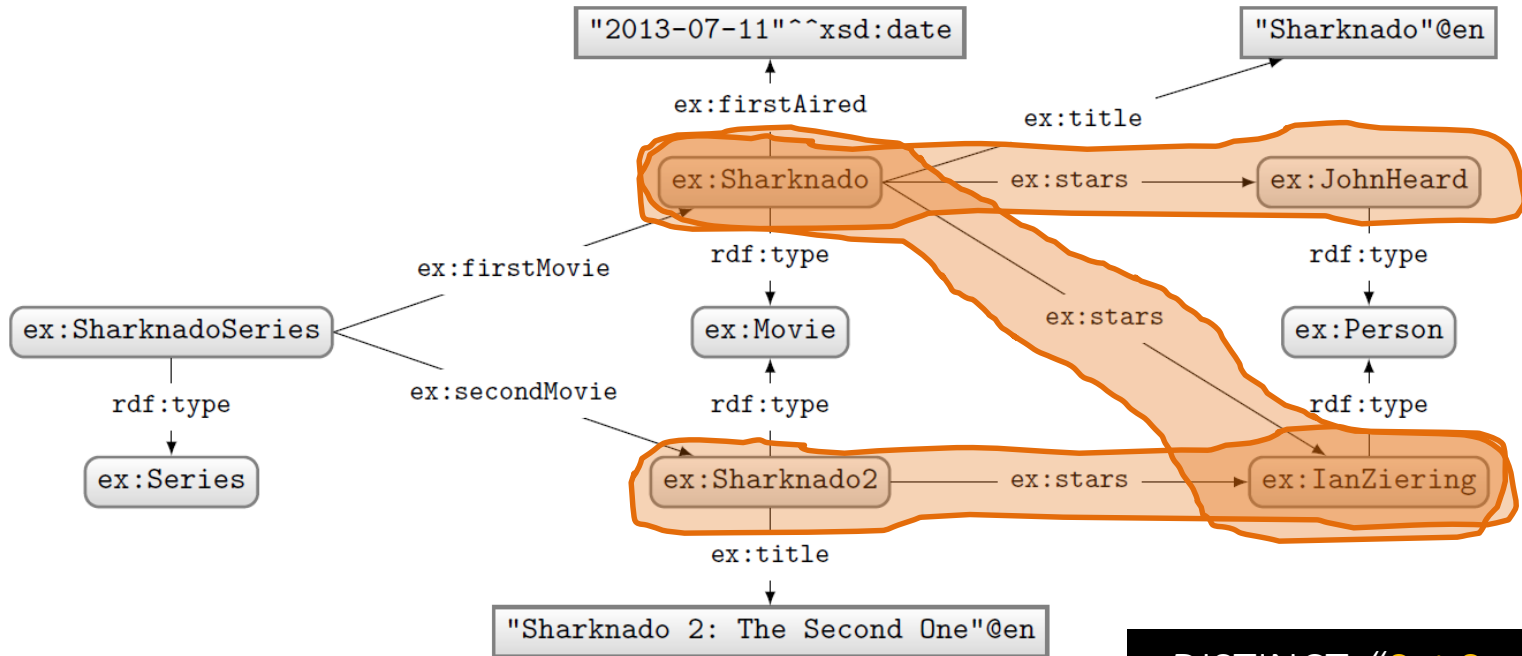 "2013-07-11"^^xsd:date
"Sharknado"@en
ex:firstAired
ex:title
ex:Sharknado
ex:stars
ex:JohnHeard
rdf:type
rdf:type
ex:firstMovie
ex:SharknadoSeries
ex:Movie
ex:stars
ex:Person
ex:secondMovie
rdf:type
rdf:type
rdf:type
ex:Series
ex:Sharknado2
ex:stars
ex:IanZiering
ex:title
"Sharknado 2: The Second One"@en